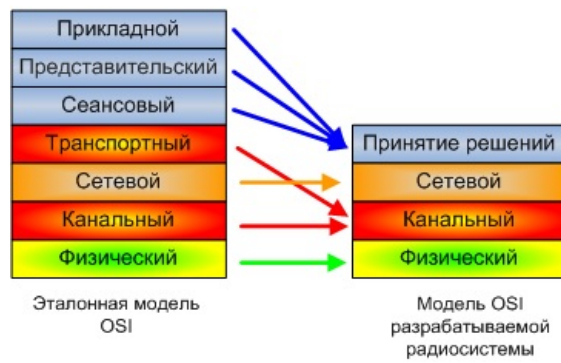 Прикладной
Представительский
Сеансовый
Транспортный
Сетевой
Канальный
Физический
Эталонная модель
OSI
Принятие решений
Сетевой
Канальный
Физический
Модель OSI
разрабатываемой
радиосистемы